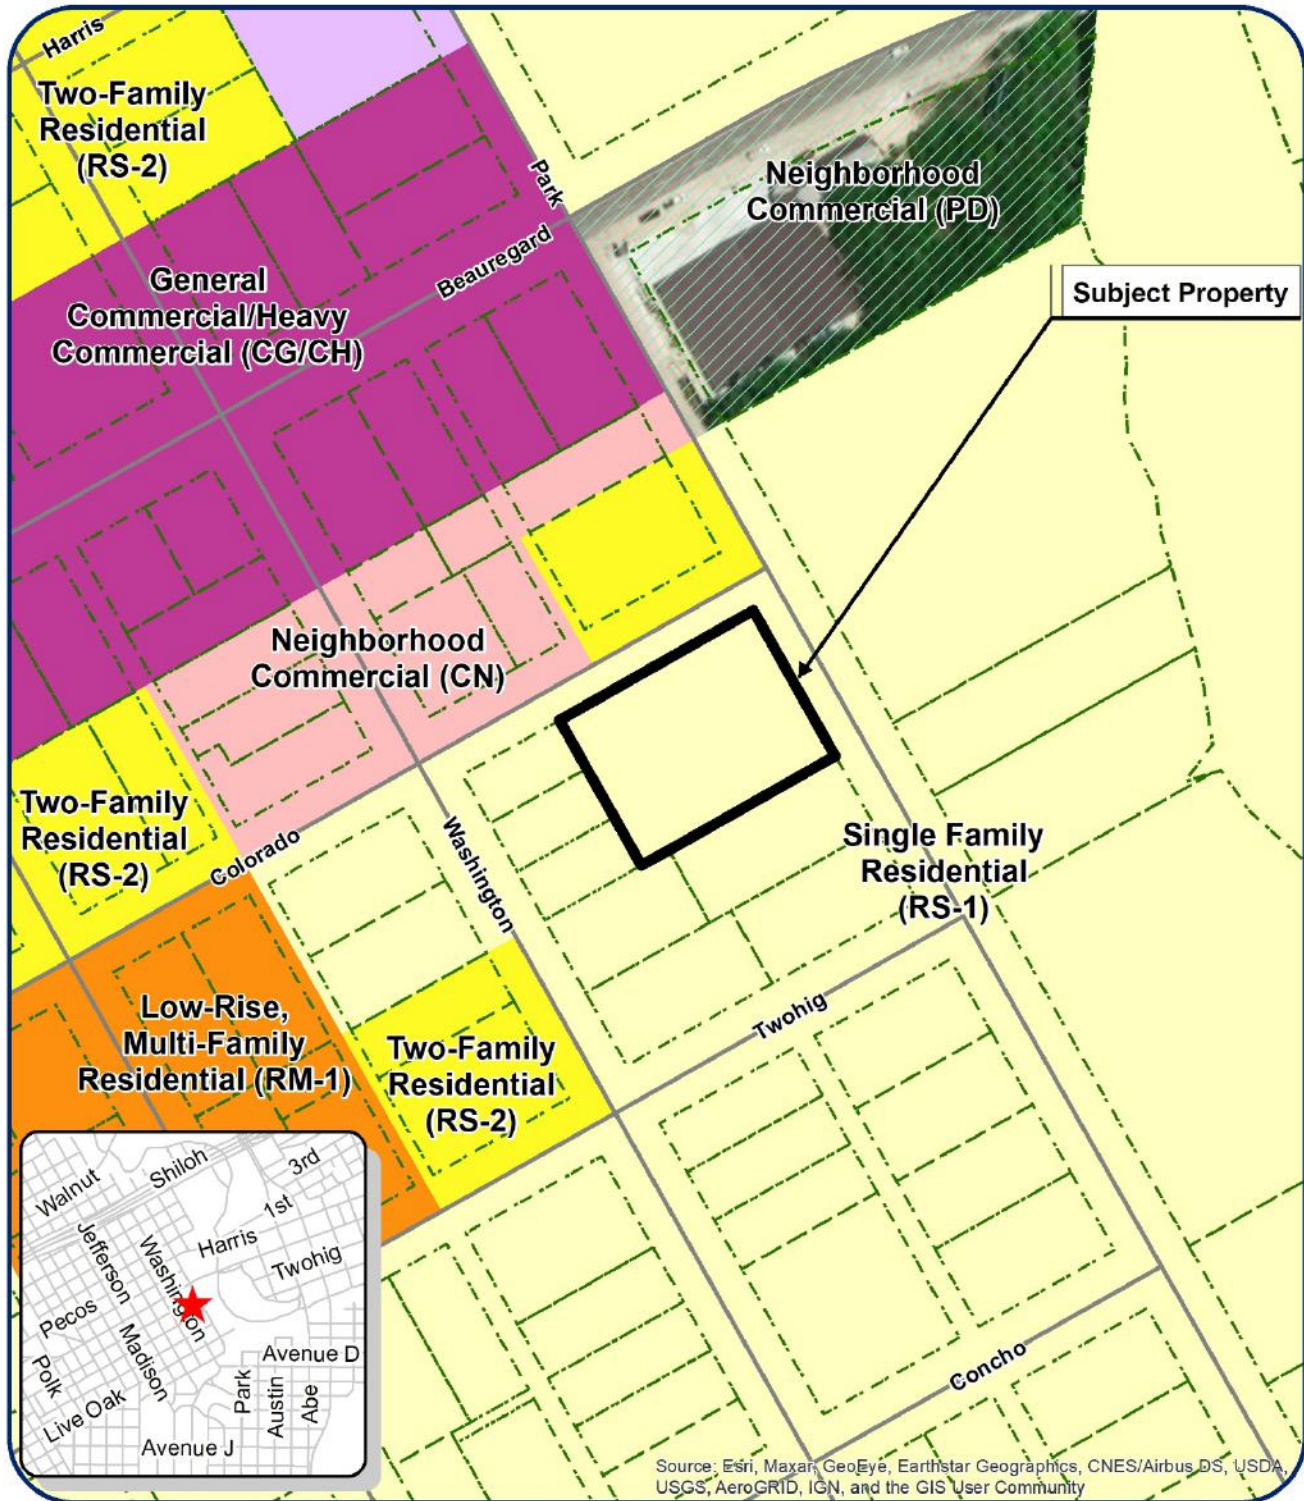 Harris
Two-Family
Residential
(RS-2)
Park
Neighborhood
Commercial (PD)
Beauregard
General
Commercial/Heavy
Commercial (CG/CH)
Subject Property
Neighborhood
Commercial (CN)
Two-Family
Residential
(RS-2)
Colorado
Washington
Single Family
Residential
(RS-1)
Low-Rise,
Multi-Family
Residential (RM-1)
Two-Family
Residential
(RS-2)
Twohig
Concho
Walnut
Shiloh
3rd
1st
Jefferson
Washington
Harris
Twohig
Pecos
Madison
Polk
Live Oak
Avenue D
Park
Austin
Abe
Avenue J
Source: Esri, Maxar, GeoEye, Earthstar Geographics, CNES/Airbus DS, USDA,
USGS, AeroGRID, IGN, and the GIS User Community